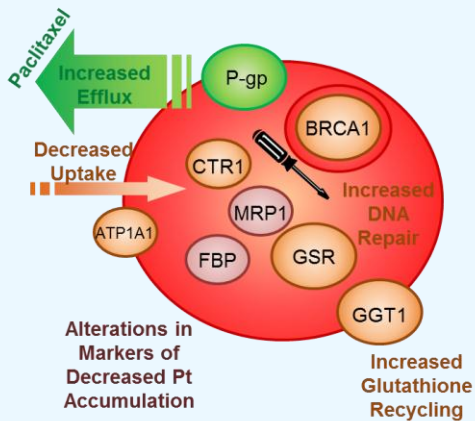 Paclitaxel
Increased
Efflux
P-gp
BRCA1
Decreased
Uptake
CTR1
Increased
DNA
Repair
MRP1
ATP1A1
FBP
GSR
GGT1
Alterations in
Markers of
Decreased Pt
Accumulation
Increased
Glutathione
Recycling